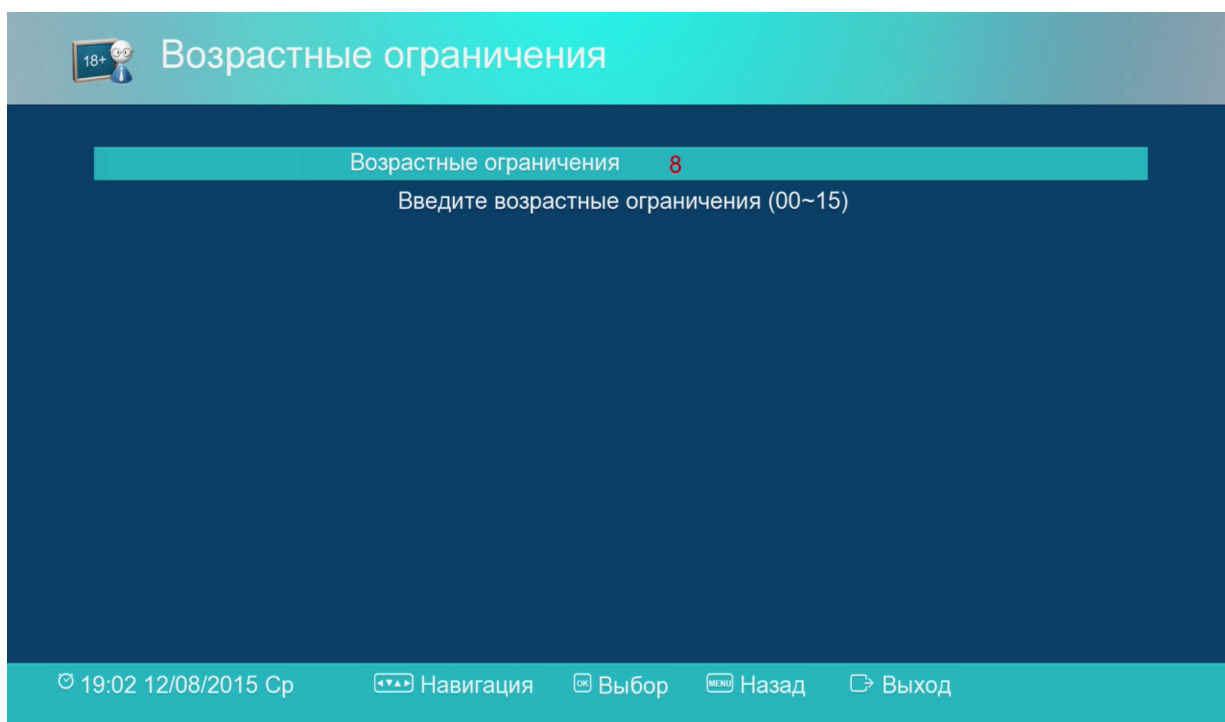 18+
Возрастные ограничения
Возрастные ограничения 8
Введите возрастные ограничения (00~15)
19:02 12/08/2015 Ср Навигация OK Выбор MENU Назад Выход